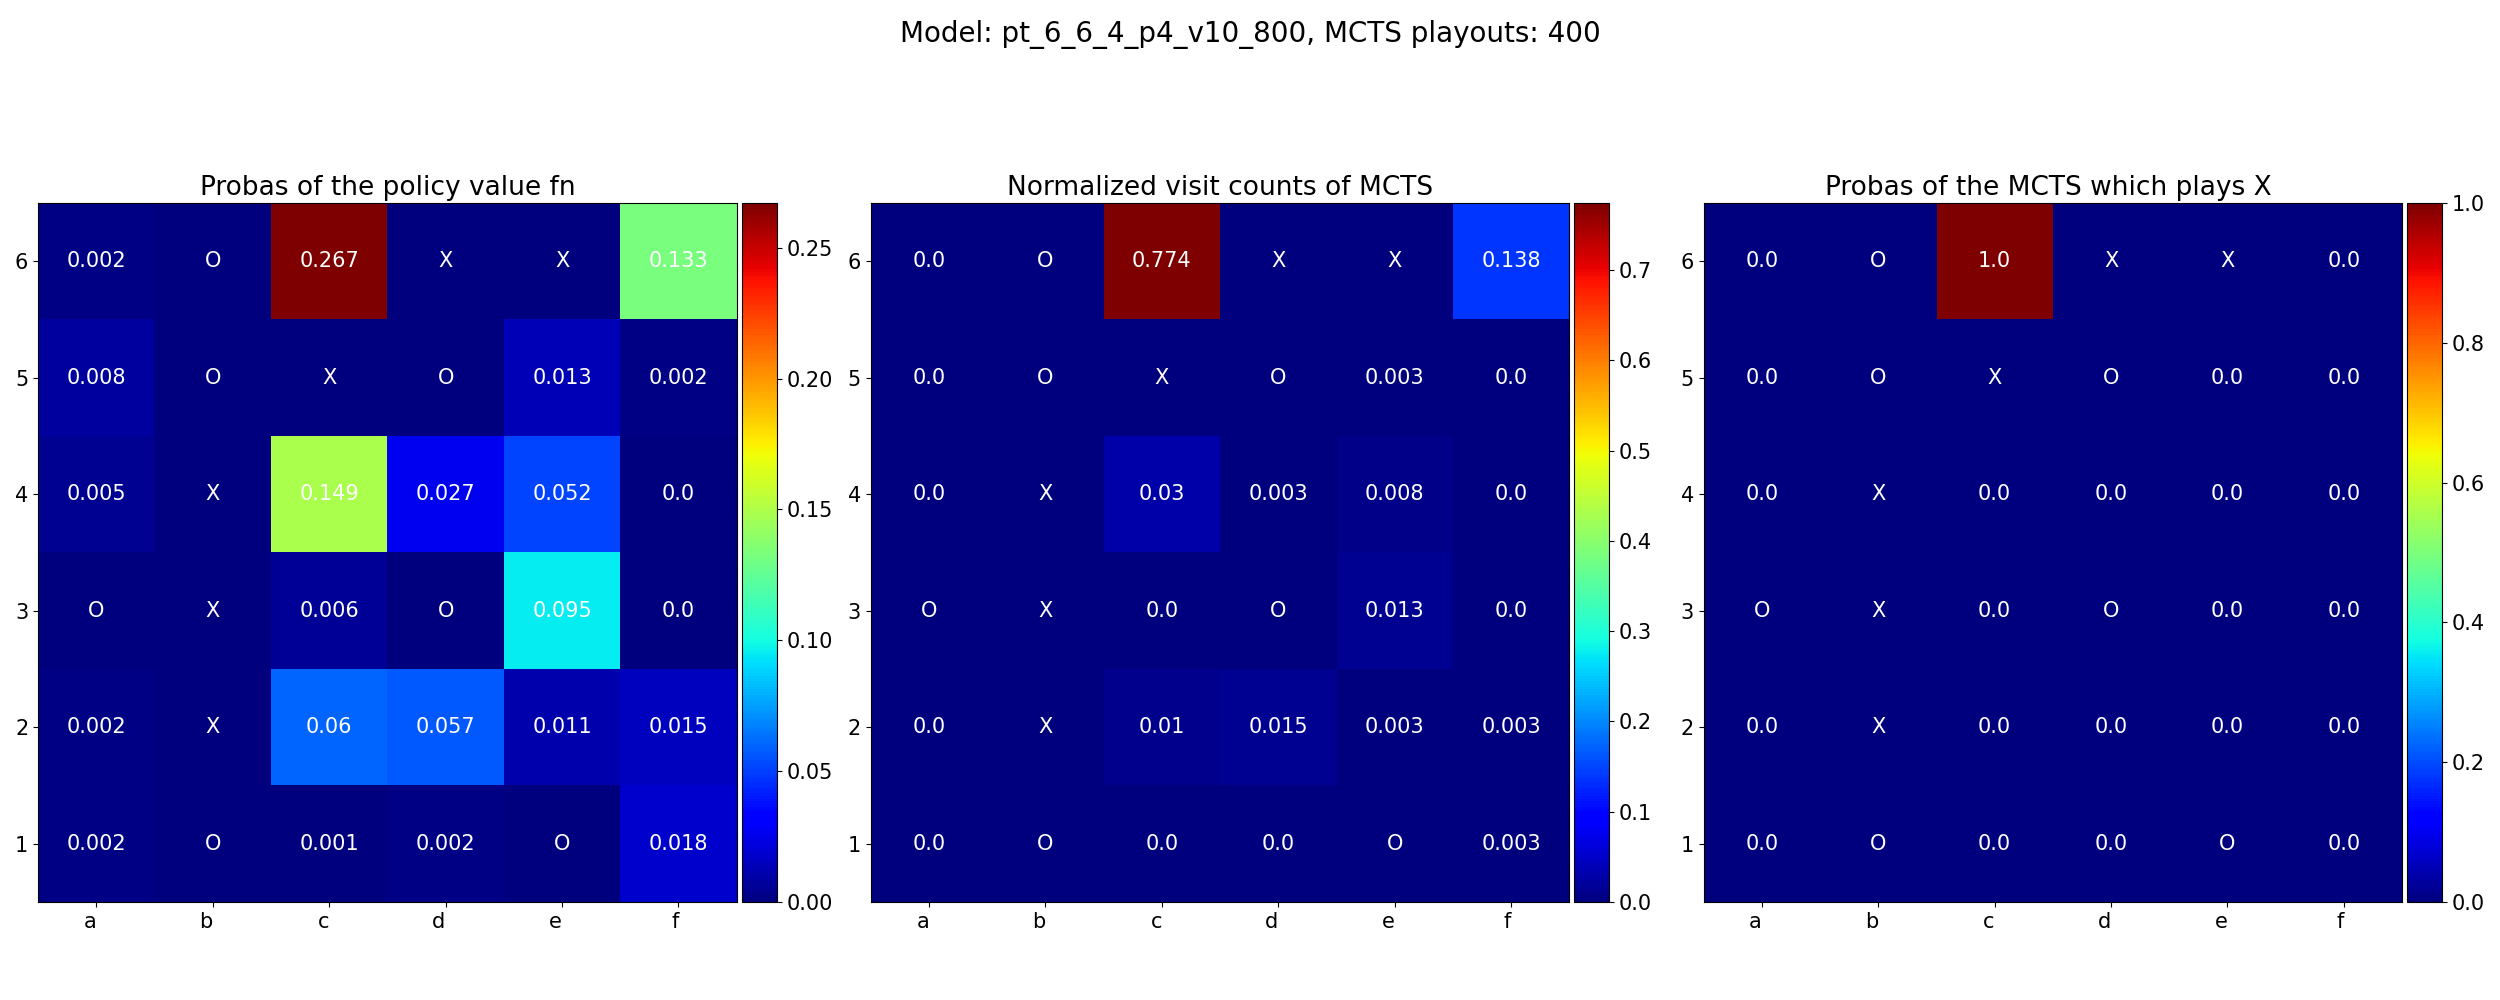 Model: pt_6_6_4_p4_v10_800, MCTS playouts: 400
Probas of the policy value fn
6 0.002 O 0.267 X X 0.133
5 0.008 O X O 0.013 0.002
4 0.005 X 0.149 0.027 0.052 0.0
3 O X 0.006 O 0.095 0.0
2 0.002 X 0.06 0.057 0.011 0.015
1 0.002 O 0.001 0.002 O 0.018
a b c d e f
0.25
0.20
0.15
0.10
0.05
0.00
Normalized visit counts of MCTS
6 0.0 O 0.774 X X 0.138
5 0.0 O X O 0.003 0.0
4 0.0 X 0.03 0.003 0.008 0.0
3 O X 0.0 O 0.013 0.0
2 0.0 X 0.01 0.015 0.003 0.003
1 0.0 O 0.0 0.0 O 0.003
a b c d e f
0.7
0.6
0.5
0.4
0.3
0.2
0.1
0.0
Probas of the MCTS which plays X
6 0.0 O 1.0 X X 0.0
5 0.0 O X O 0.0 0.0
4 0.0 X 0.0 0.0 0.0 0.0
3 O X 0.0 O 0.0 0.0
2 0.0 X 0.0 0.0 0.0 0.0
1 0.0 O 0.0 0.0 O 0.0
a b c d e f
1.0
0.8
0.6
0.4
0.2
0.0